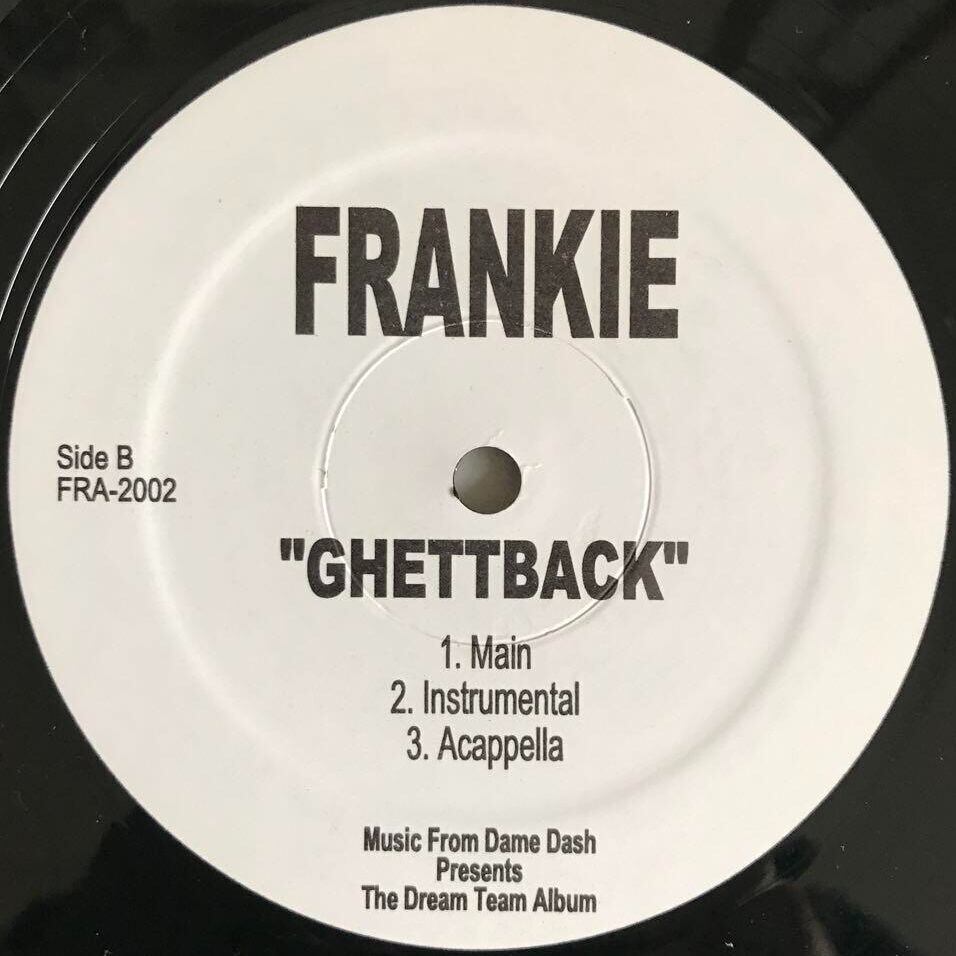 FRANKIE
Side B
FRA-2002
"GHETTBACK"
1. Main
2. Instrumental
3. Acappella
Music From Dame Dash
Presents
The Dream Team Album